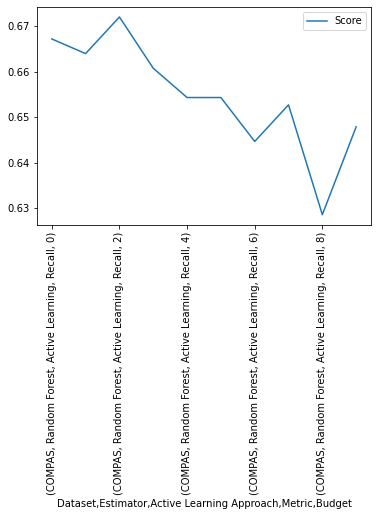 Score
0.67
0.66
0.65
0.64
0.63
(COMPAS, Random Forest, Active Learning, Recall, 0)
(COMPAS, Random Forest, Active Learning, Recall, 2)
(COMPAS, Random Forest, Active Learning, Recall, 4)
(COMPAS, Random Forest, Active Learning, Recall, 6)
(COMPAS, Random Forest, Active Learning, Recall, 8)
Dataset,Estimator,Active Learning Approach,Metric,Budget